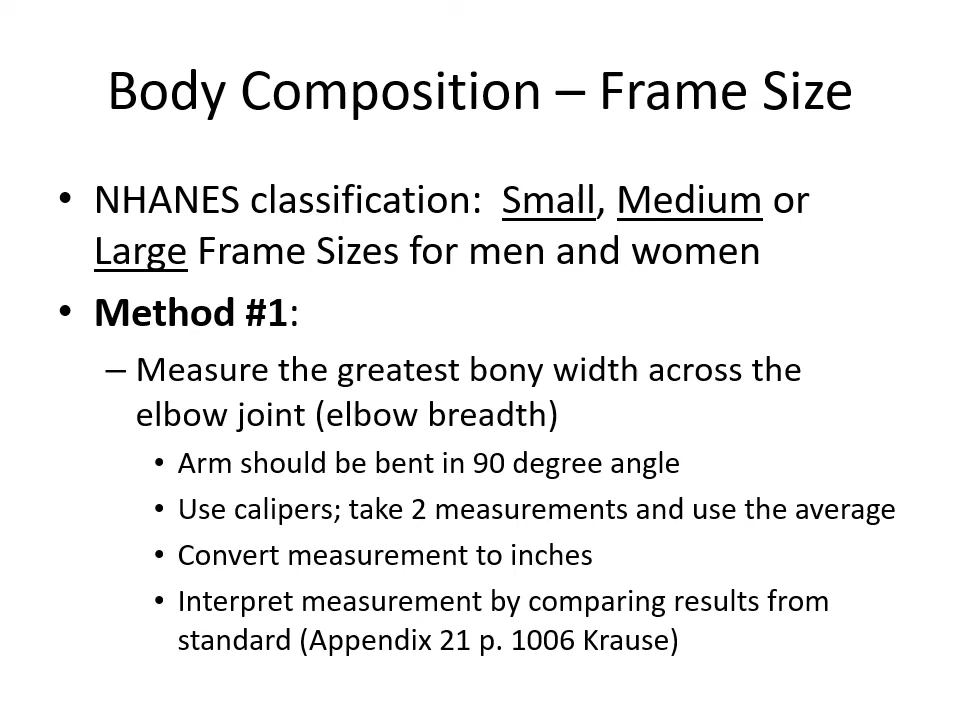 Body Composition – Frame Size
• NHANES classification: Small, Medium or
Large Frame Sizes for men and women
• Method #1:
– Measure the greatest bony width across the
elbow joint (elbow breadth)
• Arm should be bent in 90 degree angle
• Use calipers; take 2 measurements and use the average
• Convert measurement to inches
• Interpret measurement by comparing results from
standard (Appendix 21 p. 1006 Krause)